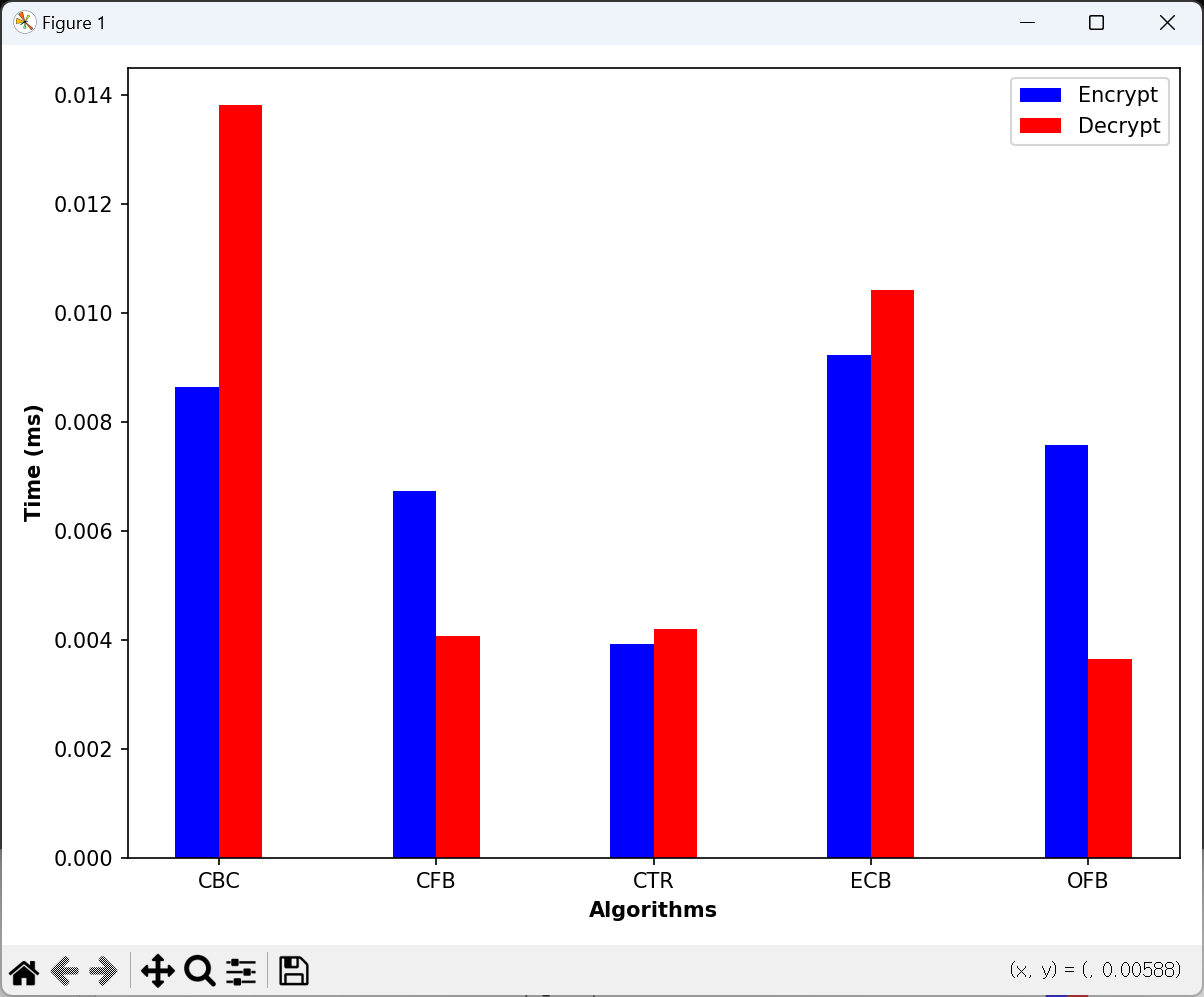 Figure 1
Encrypt
Decrypt
0.014
0.012
0.010
0.008
0.006
0.004
0.002
0.000
Time (ms)
CBC CFB CTR ECB OFB
Algorithms
(x, y) = (, 0.00588)